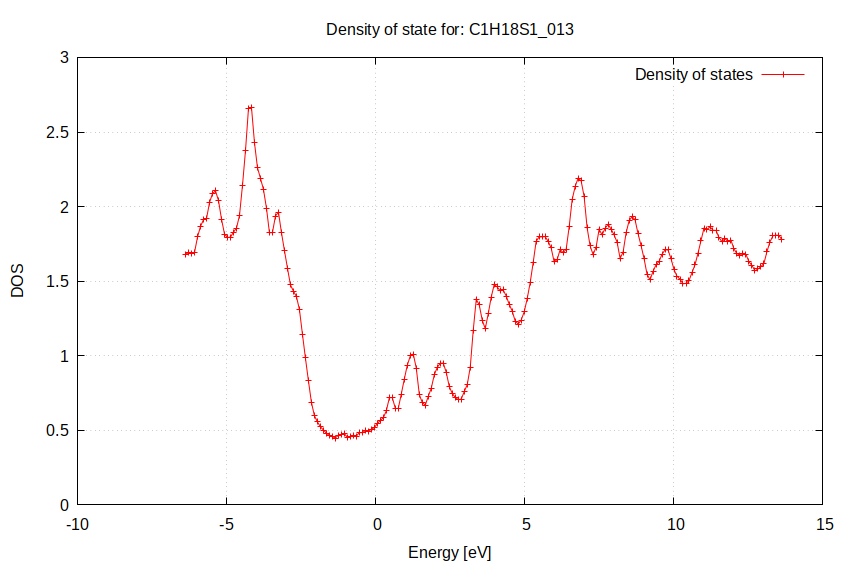 Density of state for: C1H18S1_013
Density of states
3
2.5
2
1.5
1
0.5
0
DOS
-10 -5 0 5 10 15
Energy [eV]